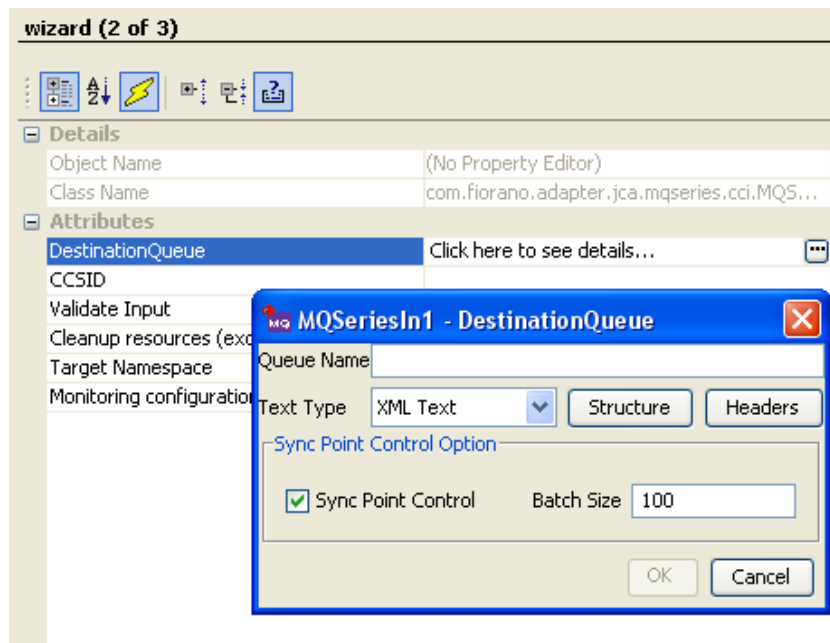 wizard (2 of 3)
Details
Object Name (No Property Editor)
Class Name com.fiorano.adapter.jca.mqseries.cci.MQS...
Attributes
DestinationQueue Click here to see details...
CCSID
Validate Input
Cleanup resources (exc
Target Namespace
Monitoring configuration
MQ MQSeriesIn1 - DestinationQueue
Queue Name
Text Type XML Text Structure Headers
Sync Point Control Option
Sync Point Control Batch Size 100
OK Cancel